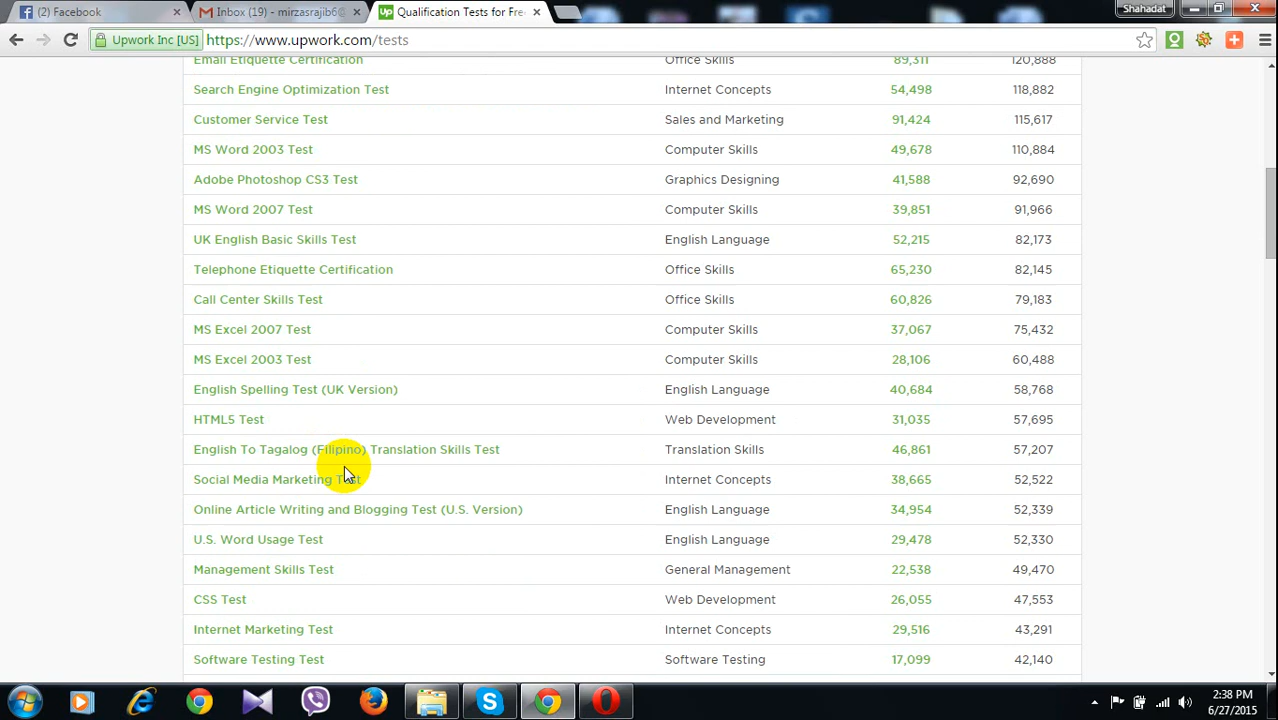 (2) Facebook
Inbox (19) - mirzasrajib6@
Qualification Tests for Fre
Shahadat
Upwork Inc [US]
https://www.upwork.com/tests
Email Etiquette Certification Office Skills 89,311 120,888
Search Engine Optimization Test Internet Concepts 54,498 118,882
Customer Service Test Sales and Marketing 91,424 115,617
MS Word 2003 Test Computer Skills 49,678 110,884
Adobe Photoshop CS3 Test Graphics Designing 41,588 92,690
MS Word 2007 Test Computer Skills 39,851 91,966
UK English Basic Skills Test English Language 52,215 82,173
Telephone Etiquette Certification Office Skills 65,230 82,145
Call Center Skills Test Office Skills 60,826 79,183
MS Excel 2007 Test Computer Skills 37,067 75,432
MS Excel 2003 Test Computer Skills 28,106 60,488
English Spelling Test (UK Version) English Language 40,684 58,768
HTML5 Test Web Development 31,035 57,695
English To Tagalog (Filipino) Translation Skills Test Translation Skills 46,861 57,207
Social Media Marketing Test Internet Concepts 38,665 52,522
Online Article Writing and Blogging Test (U.S. Version) English Language 34,954 52,339
U.S. Word Usage Test English Language 29,478 52,330
Management Skills Test General Management 22,538 49,470
CSS Test Web Development 26,055 47,553
Internet Marketing Test Internet Concepts 29,516 43,291
Software Testing Test Software Testing 17,099 42,140
2:38 PM
6/27/2015